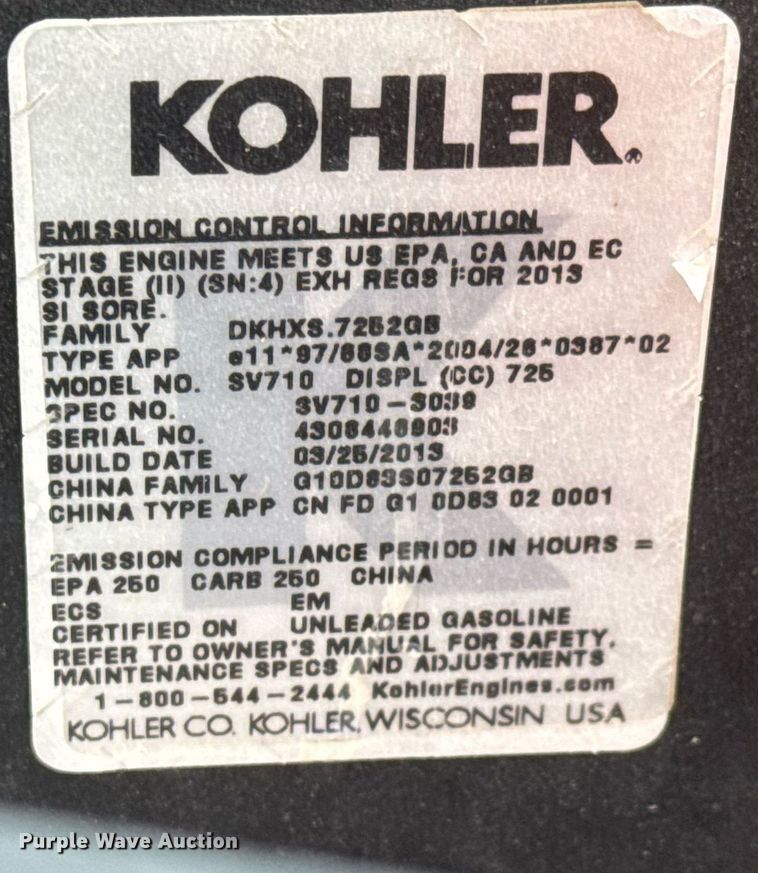 KOHLER.
EMISSION CONTROL INFORMATION
THIS ENGINE MEETS US EPA, CA AND EC
STAGE (II) (SN:4) EXH REGS FOR 2013
SI SORE.
FAMILY DKHXS.7252GB
TYPE APP e11*97/68SA*2004/26*0387*02
MODEL NO. SV710 DISPL (CC) 725
SPEC NO. SV710-3039
SERIAL NO.
BUILD DATE 03/25/2013
CHINA FAMILY G10D83S07252GB
CHINA TYPE APP CN FD G1 0D83 02 0001
EMISSION COMPLIANCE PERIOD IN HOURS =
EPA 250 CARB 250 CHINA
ECS EM
CERTIFIED ON UNLEADED GASOLINE
REFER TO OWNER'S MANUAL FOR SAFETY,
MAINTENANCE SPECS AND ADJUSTMENTS
1-800-544-2444 KohlerEngines.com
KOHLER CO. KOHLER, WISCONSIN USA
Purple Wave Auction